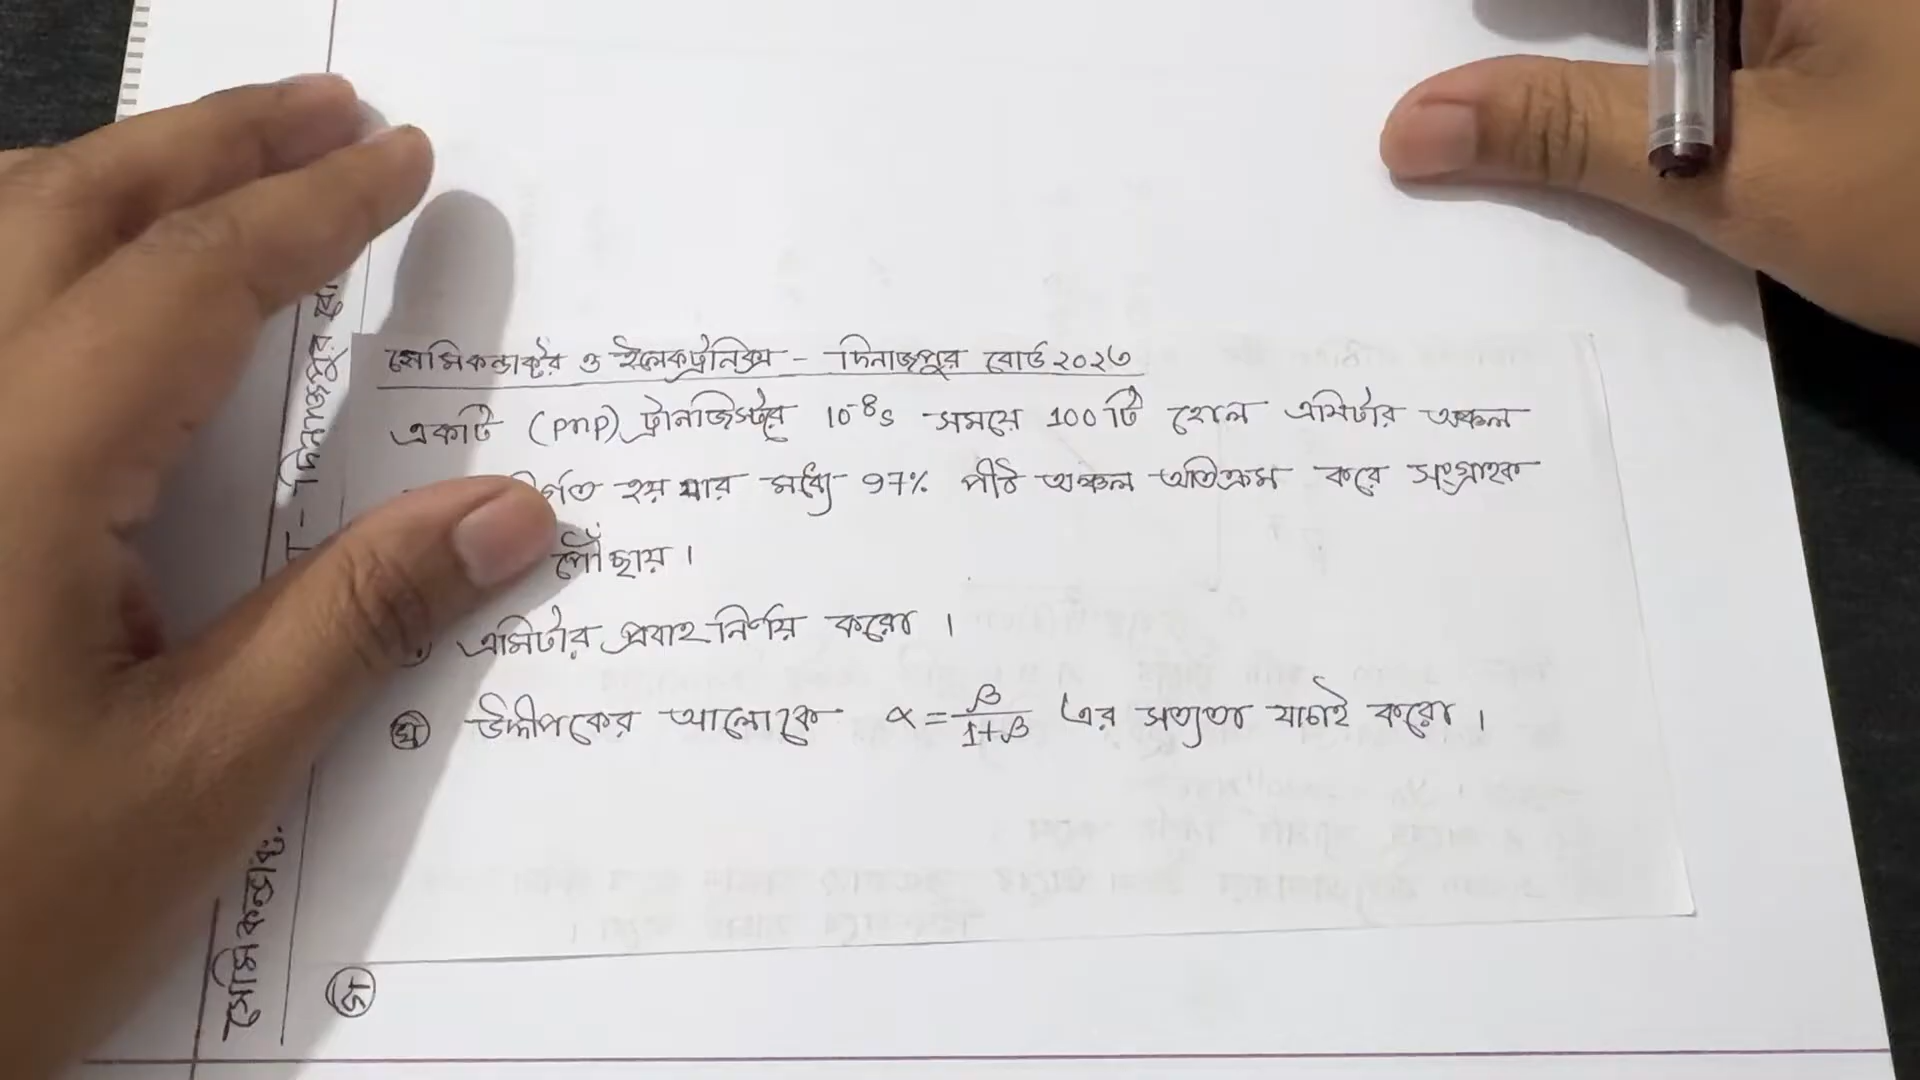 সেমিকন্ডাক্টর ও ইলেকট্রনিক্স - দিনাজপুর বোর্ড ২০২৩
একটি (pnp) ট্রানজিস্টরে 10⁻⁸s সময়ে 100টি হোল এমিটার অঞ্চল
হয় যার মধ্যে 97% পীঠ অঞ্চল অতিক্রম করে সংগ্রাহক
পৌঁছায়।
এমিটার প্রবাহ নির্ণয় করো।
ঘ উদ্দীপকের আলোকে α = β/1+β এর সত্যতা যাচাই করো।
গ
সেমিকন্ডাক্ট
- দিনাজপুর